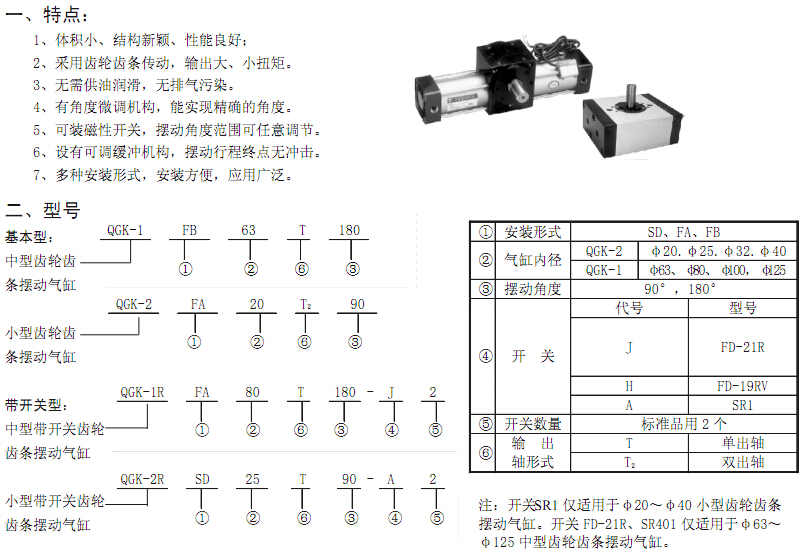 一、特点：
1、体积小、结构新颖、性能良好；
2、采用齿轮齿条传动，输出大、小扭矩。
3、无需供油润滑，无排气污染。
4、有角度微调机构，能实现精确的角度。
5、可装磁性开关，摆动角度范围可任意调节。
6、设有可调缓冲机构，摆动行程终点无冲击。
7、多种安装形式，安装方便，应用广泛。
二、型号
基本型：
中型齿轮齿
条摆动气缸
QGK-1 FB 63 T 180
① ② ⑥ ③
小型齿轮齿
条摆动气缸
QGK-2 FA 20 T₂ 90
① ② ⑥ ③
带开关型：
中型带开关齿轮
齿条摆动气缸
QGK-1R FA 80 T 180 - J 2
① ② ⑥ ③ ④ ⑤
小型带开关齿轮
齿条摆动气缸
QGK-2R SD 25 T 90 - A 2
① ② ⑥ ③ ④ ⑤
① 安装形式 SD、FA、FB
② 气缸内径 QGK-2 φ20.φ25.φ32.φ40
QGK-1 φ63、φ80、φ100，φ125
③ 摆动角度 90°，180°
④ 开 关 代号 型号
J FD-21R
H FD-19RV
A SR1
⑤ 开关数量 标准品用2个
⑥ 输 出 轴形式 T 单出轴
T₂ 双出轴
注：开关SR1仅适用于φ20～φ40小型齿轮齿条
摆动气缸。开关FD-21R、SR401仅适用于φ63～
φ125中型齿轮齿条摆动气缸。